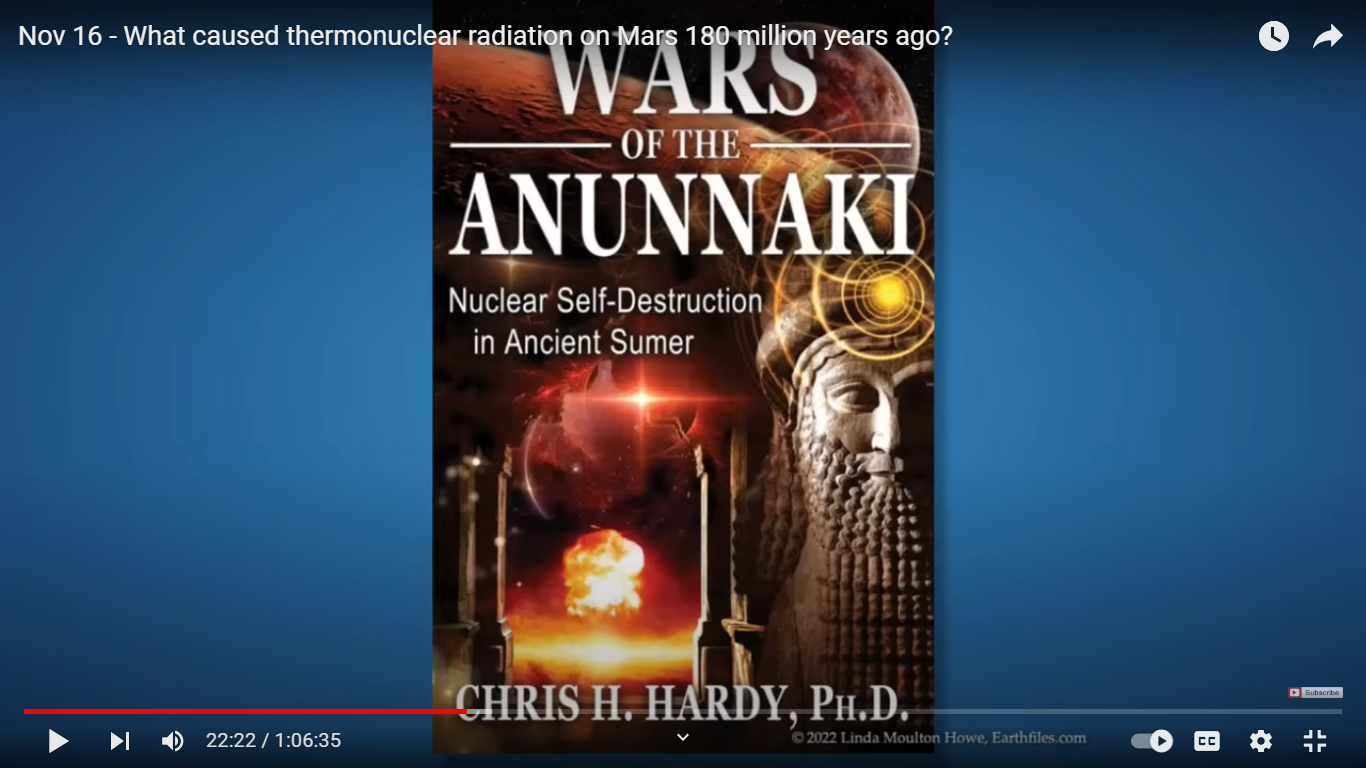 Nov 16 - What caused thermonuclear radiation on Mars 180 million years ago?
WARS
OF THE
ANUNNAKI
Nuclear Self-Destruction
in Ancient Sumer
CHRIS H. HARDY, PH.D.
Subscribe
22:22 / 1:06:35
© 2022 Linda Moulton Howe, Earthfiles.com
CC